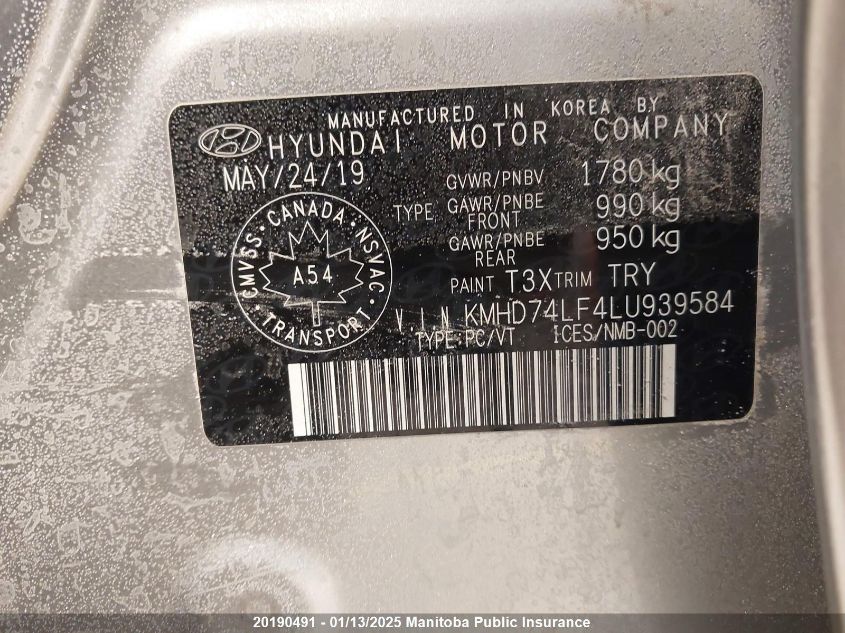 MANUFACTURED IN KOREA BY
HYUNDAI MOTOR COMPANY
MAY/24/19
GVWR/PNBV 1780 kg
TYPE GAWR/PNBE FRONT 990 kg
GAWR/PNBE REAR 950 kg
PAINT T3X TRIM TRY
CMVSS·CANADA·NSVAC
A54
TRANSPORT
V.I.N KMHD74LF4LU939584
TYPE:PC/VT ICES/NMB-002
20190491 - 01/13/2025 Manitoba Public Insurance